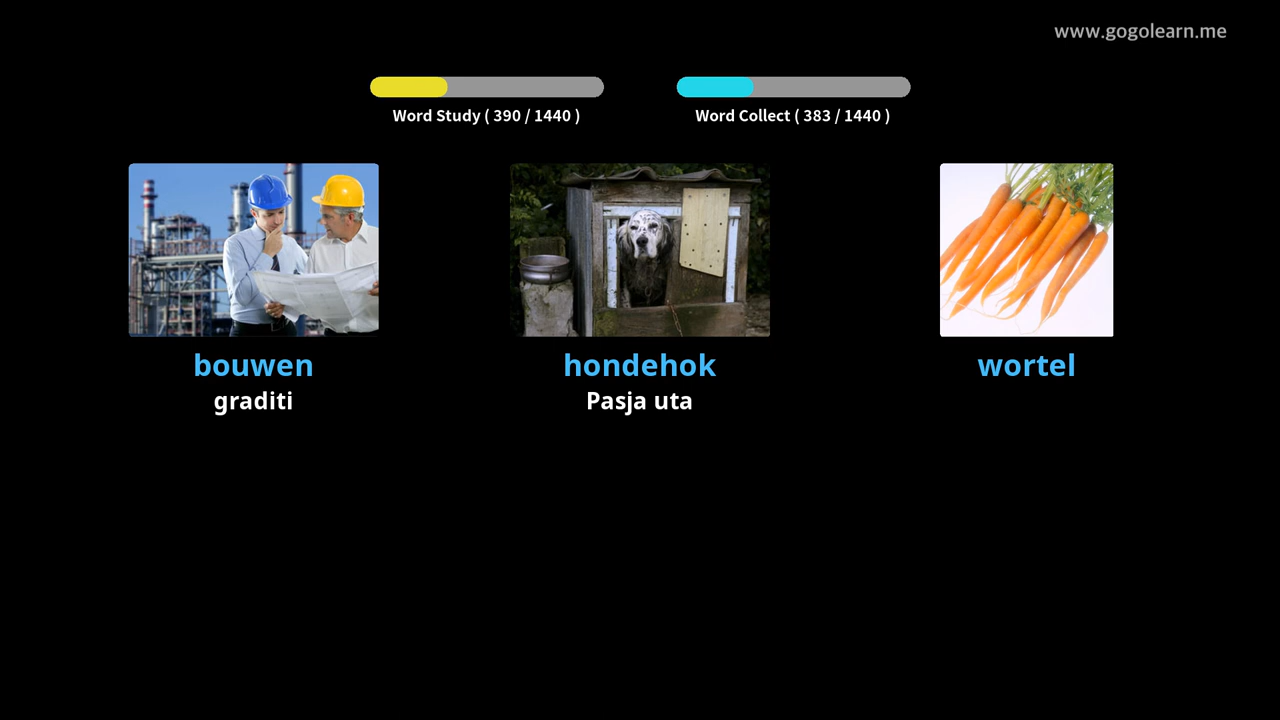 www.gogolearn.me
Word Study ( 390 / 1440 )
Word Collect ( 383 / 1440 )
bouwen
graditi
hondehok
Pasja uta
wortel